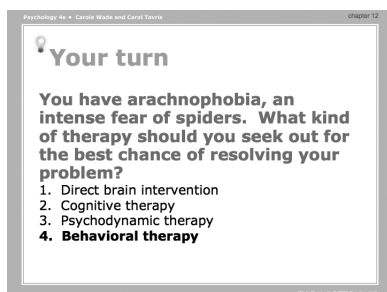 Psychology 4e • Carole Wade and Carol Tavris
chapter 12
Your turn
You have arachnophobia, an
intense fear of spiders. What kind
of therapy should you seek out for
the best chance of resolving your
problem?
1. Direct brain intervention
2. Cognitive therapy
3. Psychodynamic therapy
4. Behavioral therapy